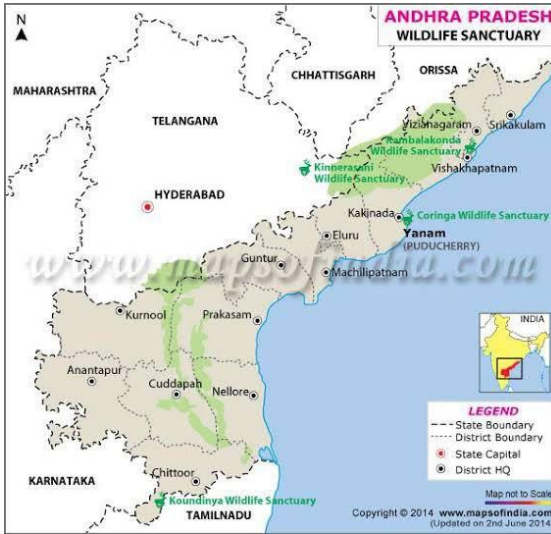 ANDHRA PRADESH
WILDLIFE SANCTUARY
N
ORISSA
CHHATTISGARH
MAHARASHTRA
TELANGANA
Vizianagaram
Srikakulam
Kambalakonda
Wildlife Sanctuary
Vishakhapatnam
Kinnerasani
Wildlife Sanctuary
HYDERABAD
Kakinada
Coringa Wildlife Sanctuary
Yanam
(PUDUCHERRY)
Eluru
Guntur
www.mapsofindia.com
Machilipatnam
Kurnool
Prakasam
INDIA
Anantapur
Cuddapah
Nellore
LEGEND
State Boundary
District Boundary
State Capital
District HQ
KARNATAKA
Chittoor
Koundinya Wildlife Sanctuary
TAMILNADU
Map not to Scale
Copyright © 2014 www.mapsofindia.com
(Updated on 2nd June 2014)